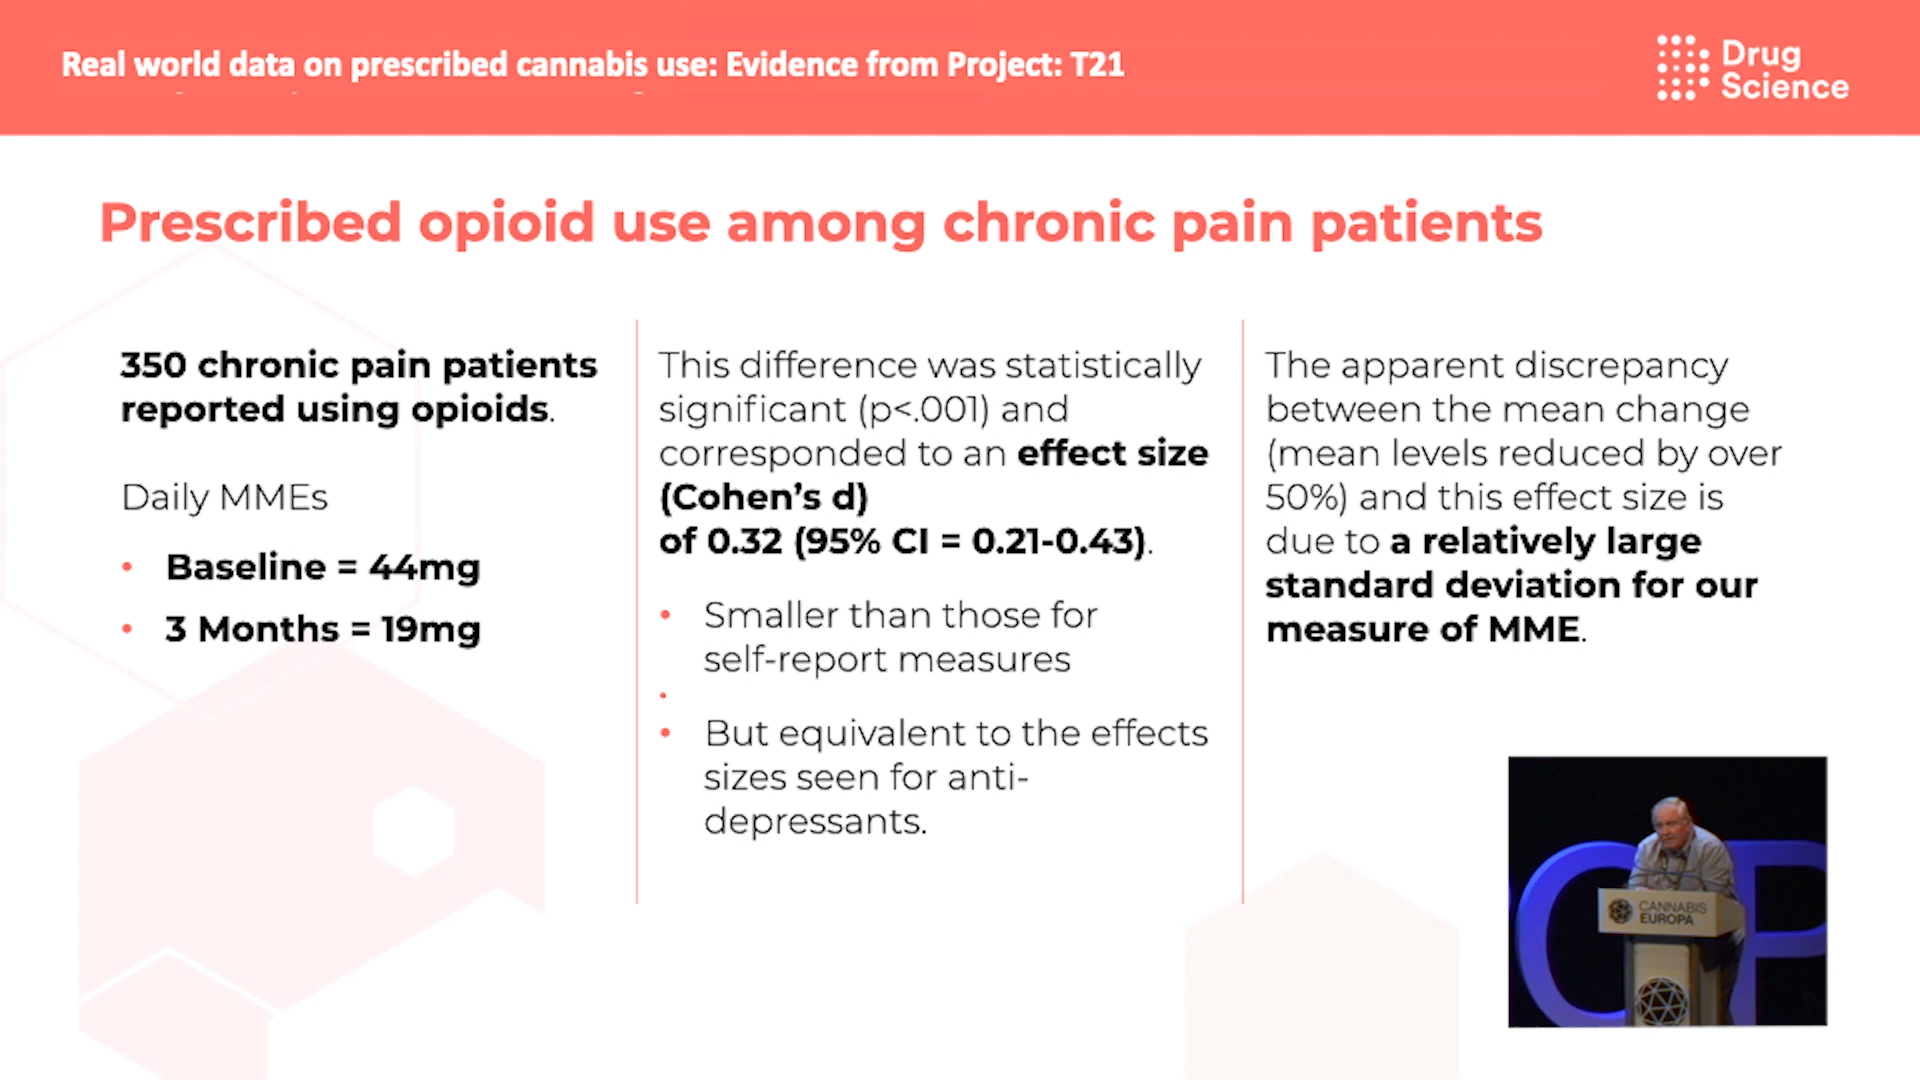 Real world data on prescribed cannabis use: Evidence from Project: T21
Drug
Science
Prescribed opioid use among chronic pain patients
350 chronic pain patients
reported using opioids.
Daily MMEs
• Baseline = 44mg
• 3 Months = 19mg
This difference was statistically
significant (p<.001) and
corresponded to an effect size
(Cohen’s d)
of 0.32 (95% CI = 0.21-0.43).
• Smaller than those for
self-report measures
•
• But equivalent to the effects
sizes seen for anti-
depressants.
The apparent discrepancy
between the mean change
(mean levels reduced by over
50%) and this effect size is
due to a relatively large
standard deviation for our
measure of MME.
CANNABIS
EUROPA